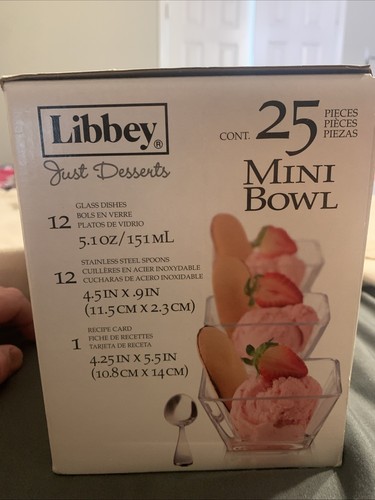 Libbey®
Just Desserts
CONT. 25 PIECES
PIÈCES
PIEZAS
MINI
BOWL
12 GLASS DISHES
BOLS EN VERRE
PLATOS DE VIDRIO
5.1 OZ/151 ML
12 STAINLESS STEEL SPOONS
CUILLÈRES EN ACIER INOXYDABLE
CUCHARAS DE ACERO INOXIDABLE
4.5 IN X .9 IN
(11.5 CM X 2.3 CM)
1 RECIPE CARD
FICHE DE RECETTES
TARJETA DE RECETA
4.25 IN X 5.5 IN
(10.8 CM X 14 CM)